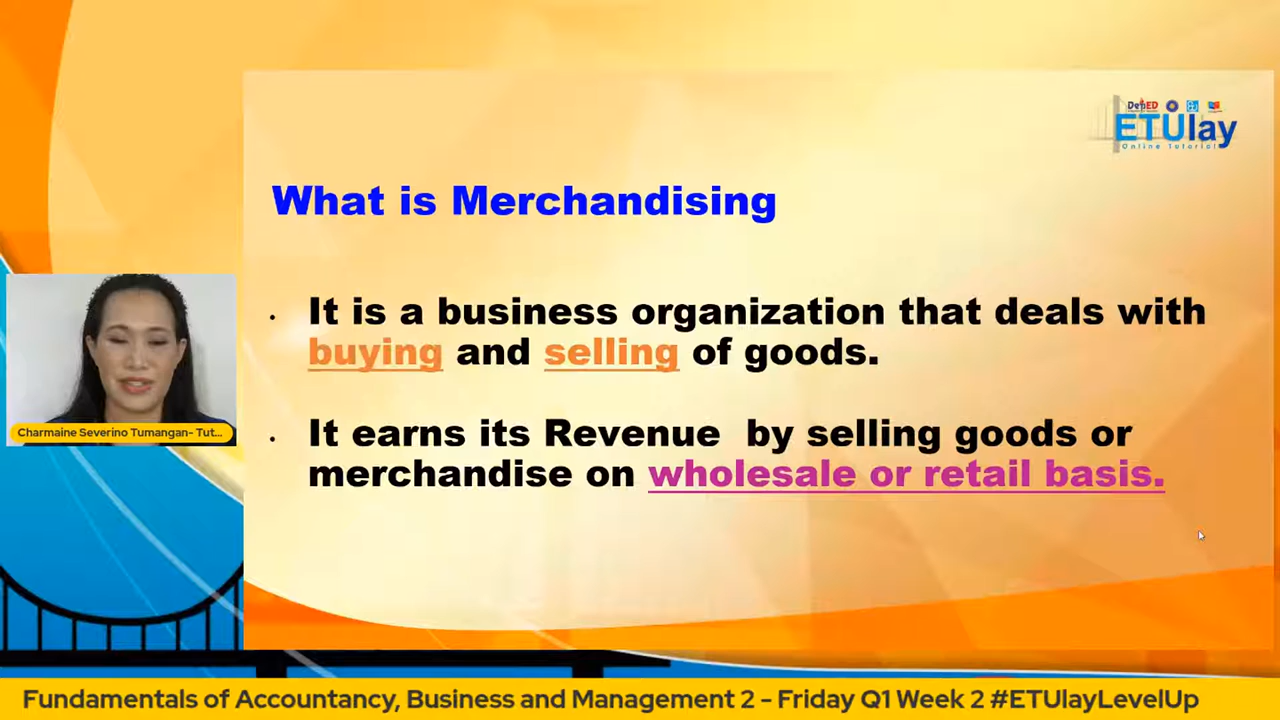 DepED
ETUlay
Online Tutorial
What is Merchandising
• It is a business organization that deals with
buying and selling of goods.
• It earns its Revenue by selling goods or
merchandise on wholesale or retail basis.
Charmaine Severino Tumangan- Tut...
Fundamentals of Accountancy, Business and Management 2 - Friday Q1 Week 2 #ETUlayLevelUp